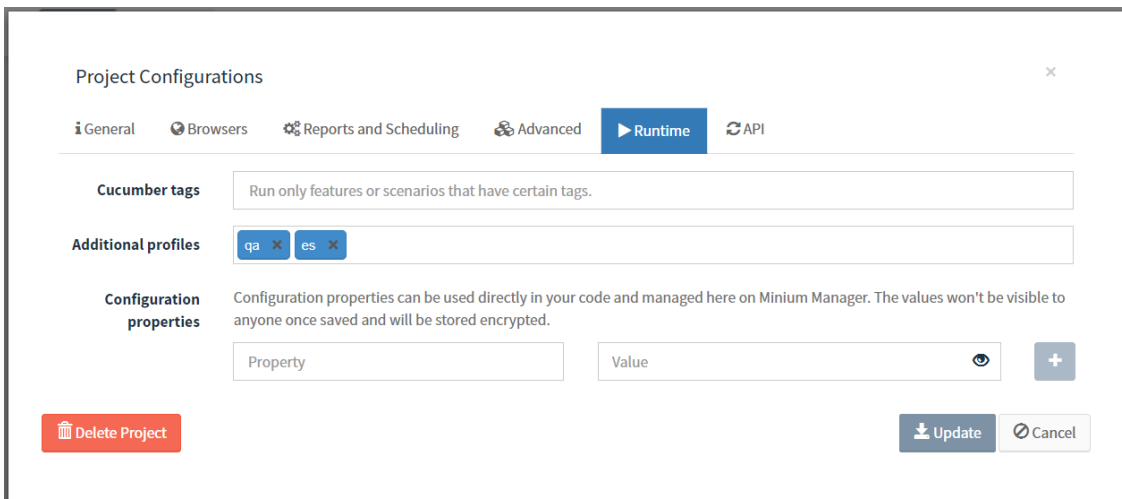 Project Configurations
×
General Browsers Reports and Scheduling Advanced Runtime API
Cucumber tags Run only features or scenarios that have certain tags.
Additional profiles qa × es ×
Configuration properties
Configuration properties can be used directly in your code and managed here on Minium Manager. The values won't be visible to
anyone once saved and will be stored encrypted.
Property Value +
Delete Project Update Cancel